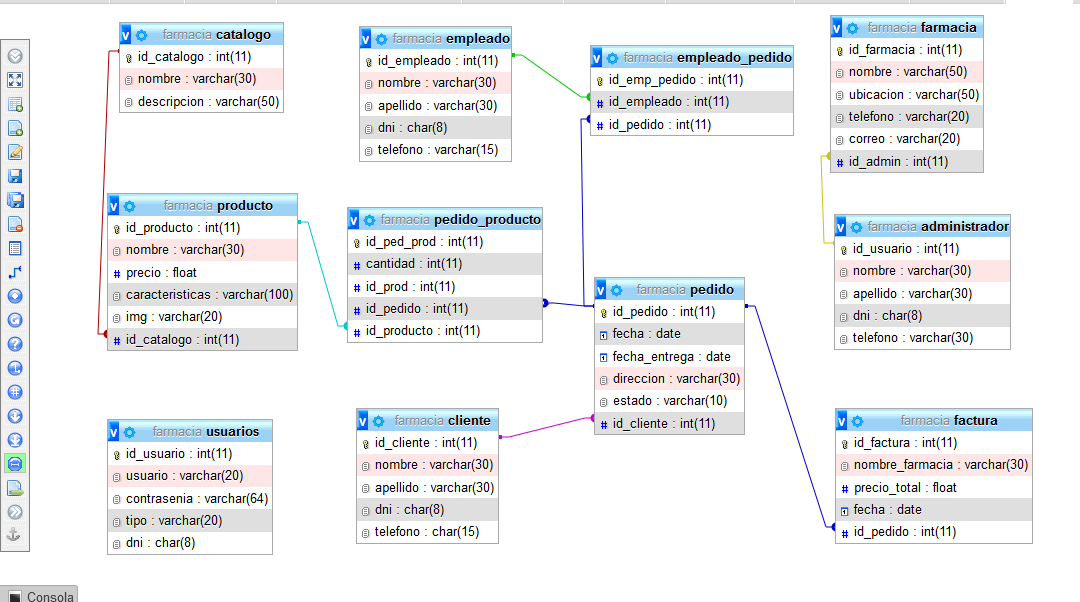 farmacia catalogo
id_catalogo : int(11)
nombre : varchar(30)
descripcion : varchar(50)
farmacia empleado
id_empleado : int(11)
nombre : varchar(30)
apellido : varchar(30)
dni : char(8)
telefono : varchar(15)
farmacia empleado_pedido
id_emp_pedido : int(11)
id_empleado : int(11)
id_pedido : int(11)
farmacia farmacia
id_farmacia : int(11)
nombre : varchar(50)
ubicacion : varchar(50)
telefono : varchar(20)
correo : varchar(20)
id_admin : int(11)
farmacia producto
id_producto : int(11)
nombre : varchar(30)
precio : float
caracteristicas : varchar(100)
img : varchar(20)
id_catalogo : int(11)
farmacia pedido_producto
id_ped_prod : int(11)
cantidad : int(11)
id_prod : int(11)
id_pedido : int(11)
id_producto : int(11)
farmacia pedido
id_pedido : int(11)
fecha : date
fecha_entrega : date
direccion : varchar(30)
estado : varchar(10)
id_cliente : int(11)
farmacia administrador
id_usuario : int(11)
nombre : varchar(30)
apellido : varchar(30)
dni : char(8)
telefono : varchar(30)
farmacia usuarios
id_usuario : int(11)
usuario : varchar(20)
contrasenia : varchar(64)
tipo : varchar(20)
dni : char(8)
farmacia cliente
id_cliente : int(11)
nombre : varchar(30)
apellido : varchar(30)
dni : char(8)
telefono : char(15)
farmacia factura
id_factura : int(11)
nombre_farmacia : varchar(30)
precio_total : float
fecha : date
id_pedido : int(11)
Consola